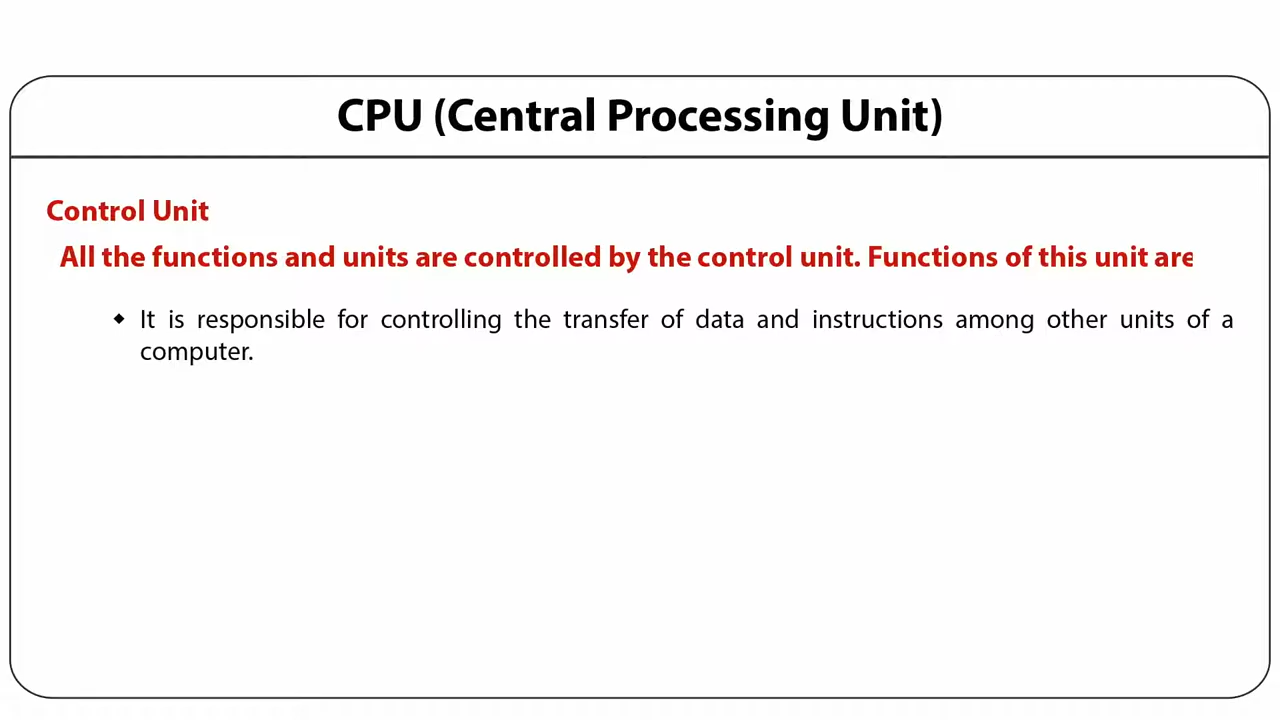 CPU (Central Processing Unit)
Control Unit
All the functions and units are controlled by the control unit. Functions of this unit are
◆ It is responsible for controlling the transfer of data and instructions among other units of a
computer.